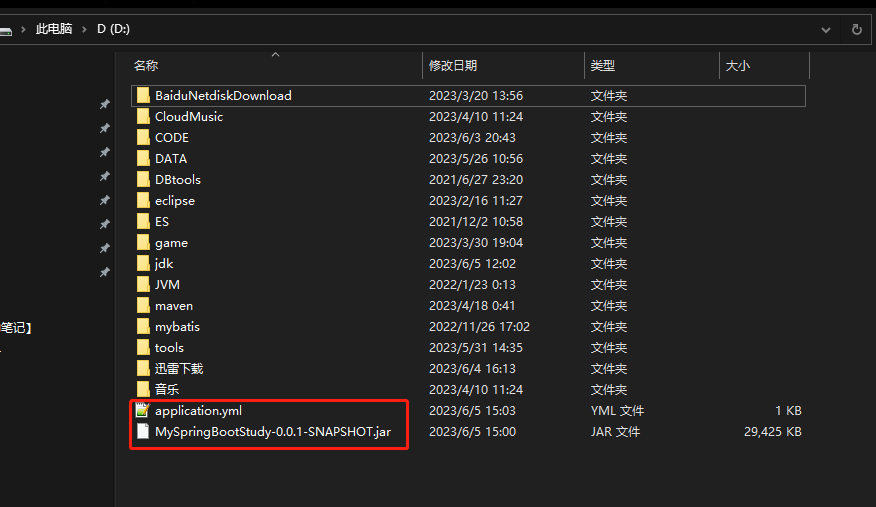 此电脑 > D (D:)
名称 修改日期 类型 大小
BaiduNetdiskDownload 2023/3/20 13:56 文件夹
CloudMusic 2023/4/10 11:24 文件夹
CODE 2023/6/3 20:43 文件夹
DATA 2023/5/26 10:56 文件夹
DBtools 2021/6/27 23:20 文件夹
eclipse 2023/2/16 11:27 文件夹
ES 2021/12/2 10:58 文件夹
game 2023/3/30 19:04 文件夹
jdk 2023/6/5 12:02 文件夹
JVM 2022/1/23 0:13 文件夹
maven 2023/4/18 0:41 文件夹
笔记】 mybatis 2022/11/26 17:02 文件夹
tools 2023/5/31 14:35 文件夹
迅雷下载 2023/6/4 16:13 文件夹
音乐 2023/4/10 11:24 文件夹
application.yml 2023/6/5 15:03 YML 文件 1 KB
MySpringBootStudy-0.0.1-SNAPSHOT.jar 2023/6/5 15:00 JAR 文件 29,425 KB